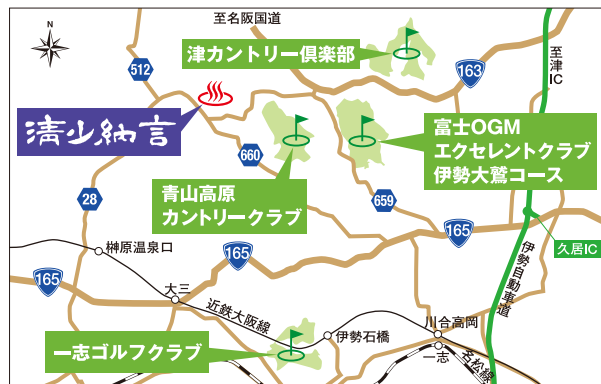 N
至名阪国道
津カントリー倶楽部
163
至津IC
512
清少納言
660
富士OGM
エクセレントクラブ
伊勢大鷲コース
青山高原
カントリークラブ
28
659
165
久居IC
榊原温泉口
165
伊勢自動車道
165
大三
近鉄大阪線
川合高岡
伊勢石橋
一志
名松線
一志ゴルフクラブ